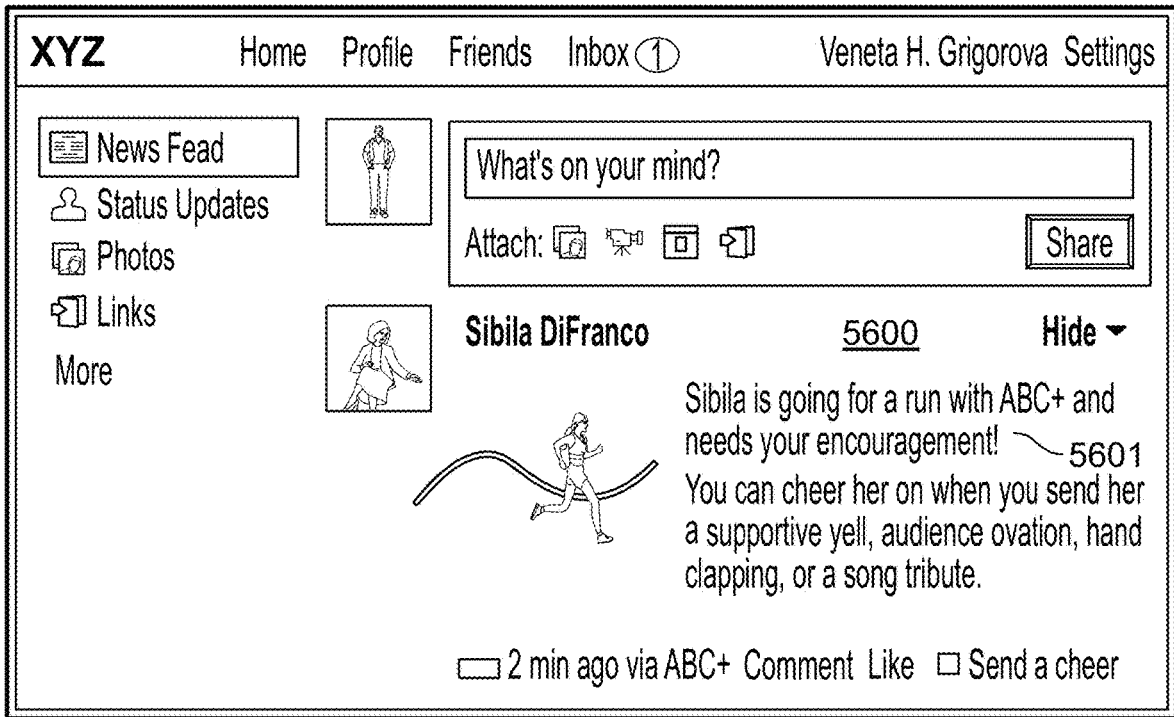 XYZ Home Profile Friends Inbox 1 Veneta H. Grigorova Settings
News Fead
Status Updates
Photos
Links
More
What's on your mind?
Attach: Share
Sibila DiFranco 5600 Hide
Sibila is going for a run with ABC+ and
needs your encouragement!
5601
You can cheer her on when you send her
a supportive yell, audience ovation, hand
clapping, or a song tribute.
2 min ago via ABC+ Comment Like Send a cheer